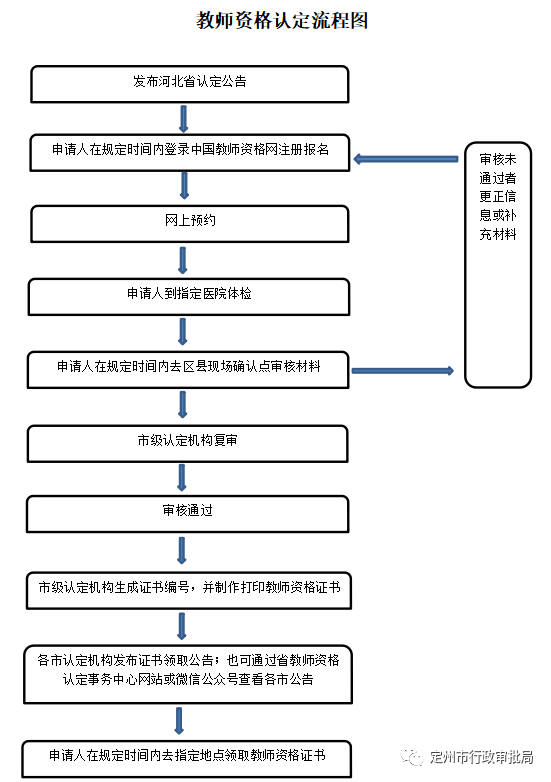 教师资格认定流程图
发布河北省认定公告
申请人在规定时间内登录中国教师资格网注册报名
审核未
通过者
更正信
息或补
充材料
网上预约
申请人到指定医院体检
申请人在规定时间内去区县现场确认点审核材料
市级认定机构复审
审核通过
市级认定机构生成证书编号，并制作打印教师资格证书
各市认定机构发布证书领取公告；也可通过省教师资格
认定事务中心网站或微信公众号查看各市公告
申请人在规定时间内去指定地点领取教师资格证书
定州市行政审批局